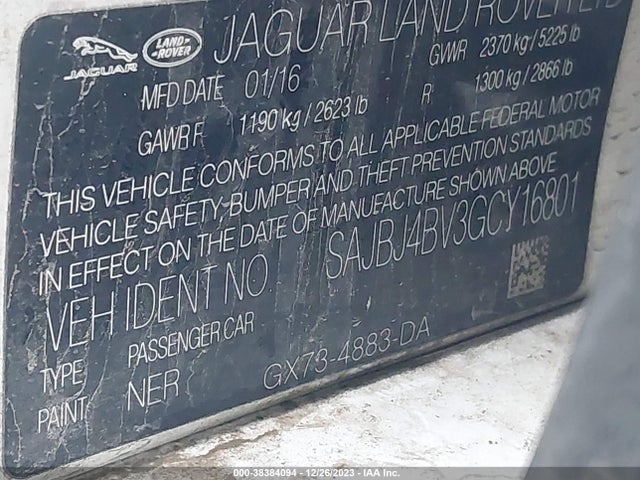 JAGUAR LAND ROVER LTD
JAGUAR
LAND
ROVER
MFD DATE 01/16 GVWR 2370 kg / 5225 lb
GAWR F 1190 kg / 2623 lb R 1300 kg / 2866 lb
THIS VEHICLE CONFORMS TO ALL APPLICABLE FEDERAL MOTOR
VEHICLE SAFETY-BUMPER AND THEFT PREVENTION STANDARDS
IN EFFECT ON THE DATE OF MANUFACTURE SHOWN ABOVE
VEH IDENT NO SAJBJ4BV3GCY16801
TYPE PASSENGER CAR
PAINT NER GX73-4883-DA
000-38384094 - 12/26/2023 - IAA Inc.